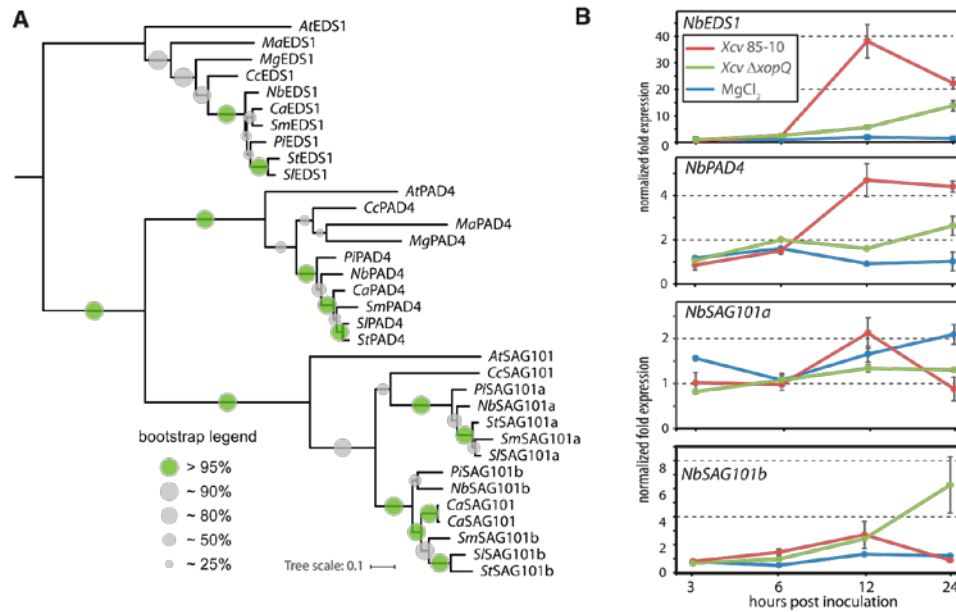 A
AtEDS1
MaEDS1
MgEDS1
CcEDS1
NbEDS1
CaEDS1
SmEDS1
PiEDS1
StEDS1
SlEDS1
AtPAD4
CcPAD4
MaPAD4
MgPAD4
PiPAD4
NbPAD4
CaPAD4
SmPAD4
SlPAD4
StPAD4
AtSAG101
CcSAG101
PiSAG101a
NbSAG101a
StSAG101a
SmSAG101a
SlSAG101a
PiSAG101b
NbSAG101b
CaSAG101
CaSAG101
SmSAG101b
SlSAG101b
StSAG101b
bootstrap legend
> 95%
~ 90%
~ 80%
~ 50%
~ 25%
Tree scale: 0.1
B
NbEDS1
Xcv 85-10
Xcv ΔxopQ
MgCl2
40
30
20
10
0
normalized fold expression
NbPAD4
4
2
0
NbSAG101a
2
1
0
normalized fold expression
NbSAG101b
8
6
4
2
0
3
6
12
24
hours post inoculation